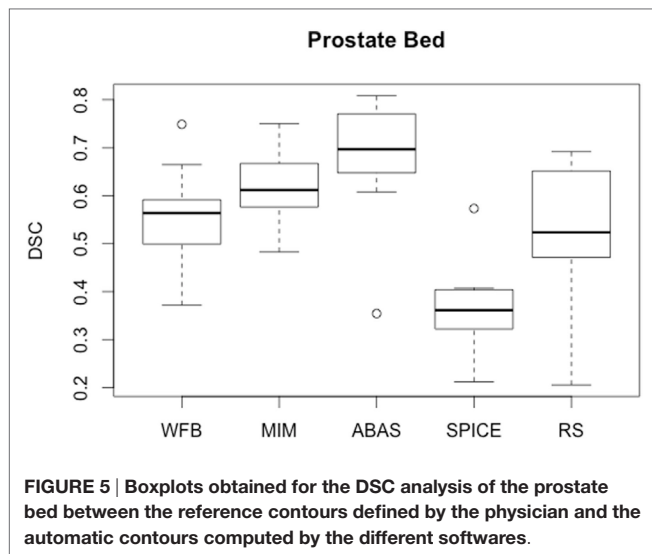 Prostate Bed
DSC
0.8
0.7
0.6
0.5
0.4
0.3
0.2
WFB MIM ABAS SPICE RS
FIGURE 5 | Boxplots obtained for the DSC analysis of the prostate
bed between the reference contours defined by the physician and the
automatic contours computed by the different softwares.